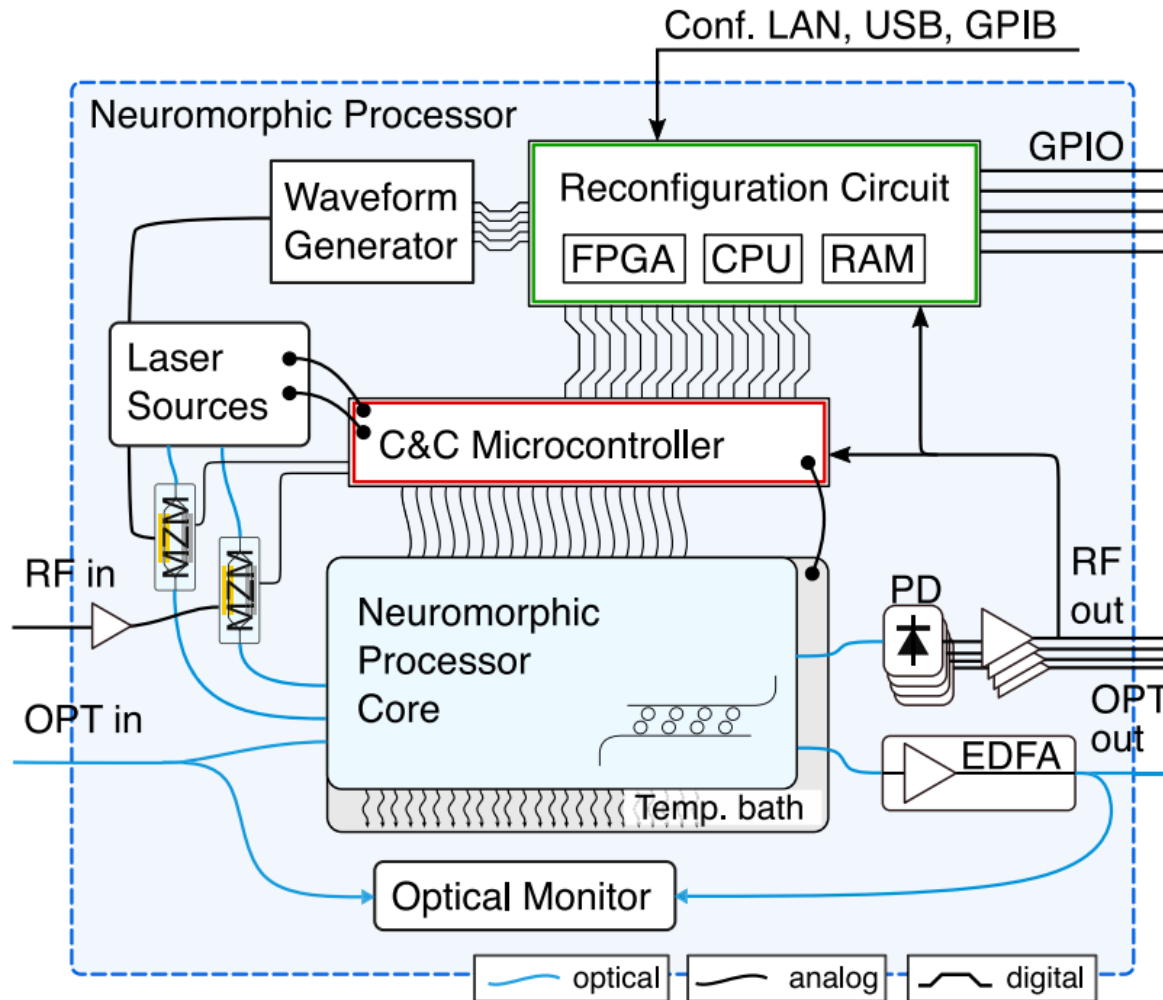 Conf. LAN, USB, GPIB
Neuromorphic Processor
GPIO
Waveform
Generator
Reconfiguration Circuit
FPGA
CPU
RAM
Laser
Sources
C&C Microcontroller
MZM
MZM
RF in
Neuromorphic
Processor
Core
PD
RF
out
OPT in
OPT
out
EDFA
Temp. bath
Optical Monitor
optical
analog
digital